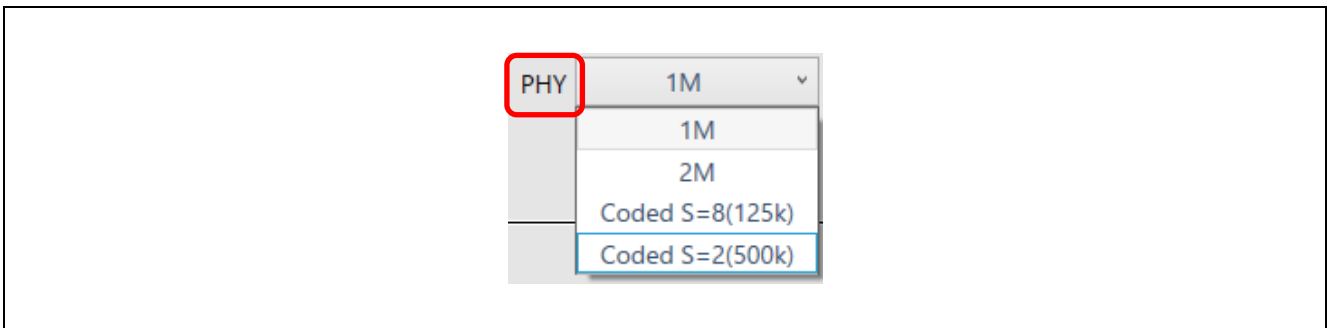 PHY 1M
1M
2M
Coded S=8(125k)
Coded S=2(500k)